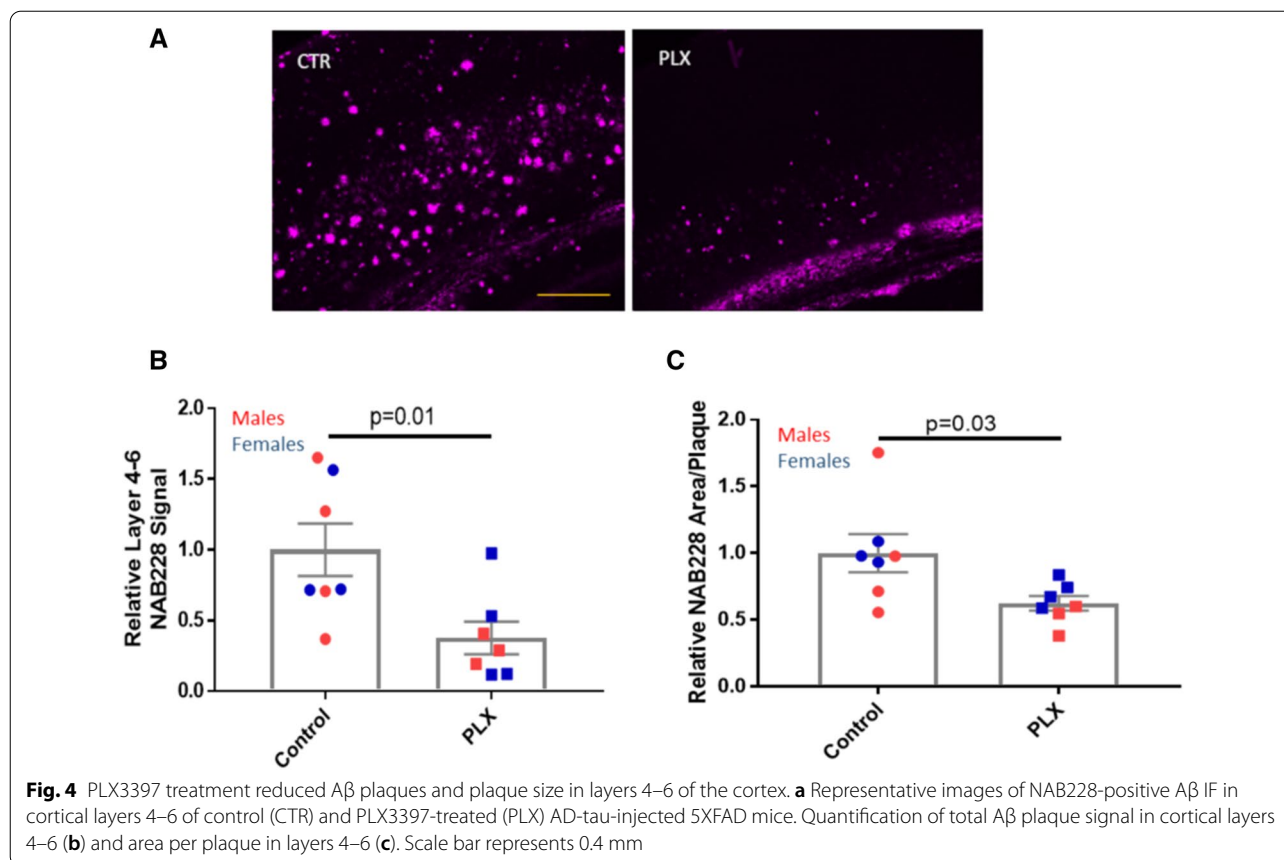 A
CTR
PLX
B
C
Males
Females
p=0.01
Relative Layer 4-6
NAB228 Signal
2.0
1.5
1.0
0.5
0.0
Control
PLX
Males
Females
p=0.03
Relative NAB228 Area/Plaque
2.0
1.5
1.0
0.5
0.0
Control
PLX
Fig. 4 PLX3397 treatment reduced Aβ plaques and plaque size in layers 4–6 of the cortex. a Representative images of NAB228-positive Aβ IF in
cortical layers 4–6 of control (CTR) and PLX3397-treated (PLX) AD-tau-injected 5XFAD mice. Quantification of total Aβ plaque signal in cortical layers
4–6 (b) and area per plaque in layers 4–6 (c). Scale bar represents 0.4 mm